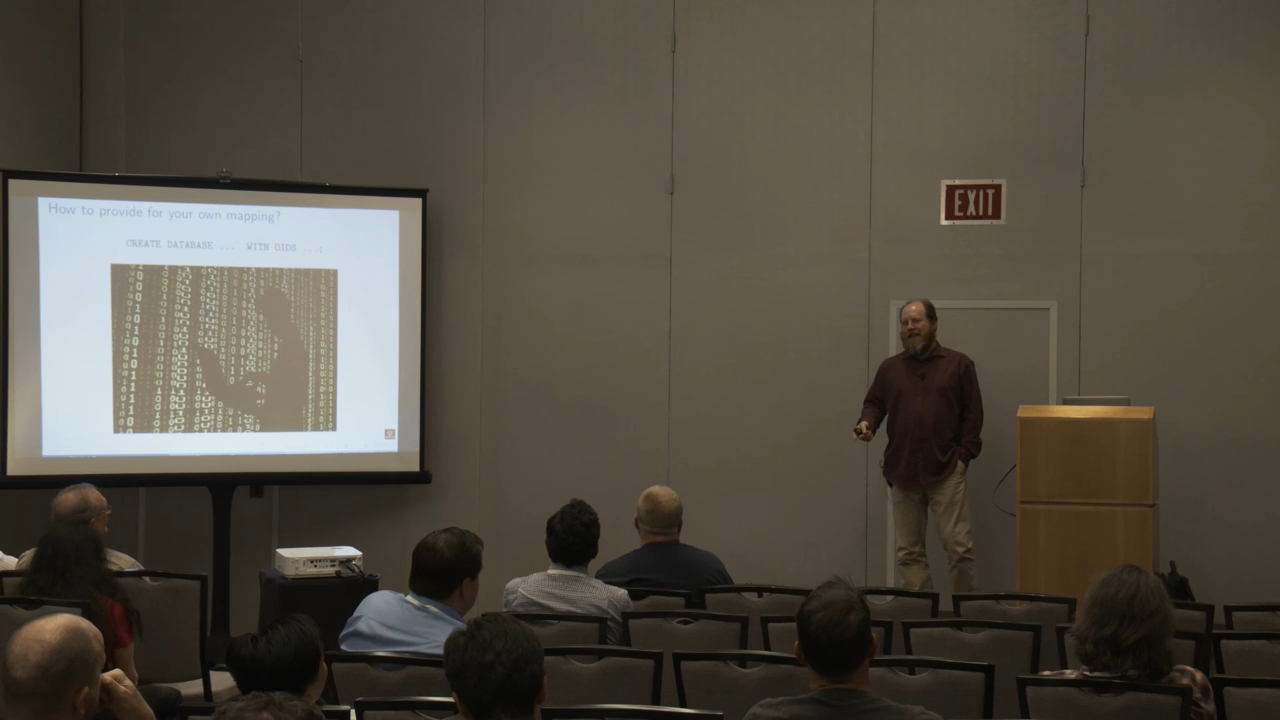 How to provide for your own mapping?
CREATE DATABASE ... WITH OIDS ...;
EXIT